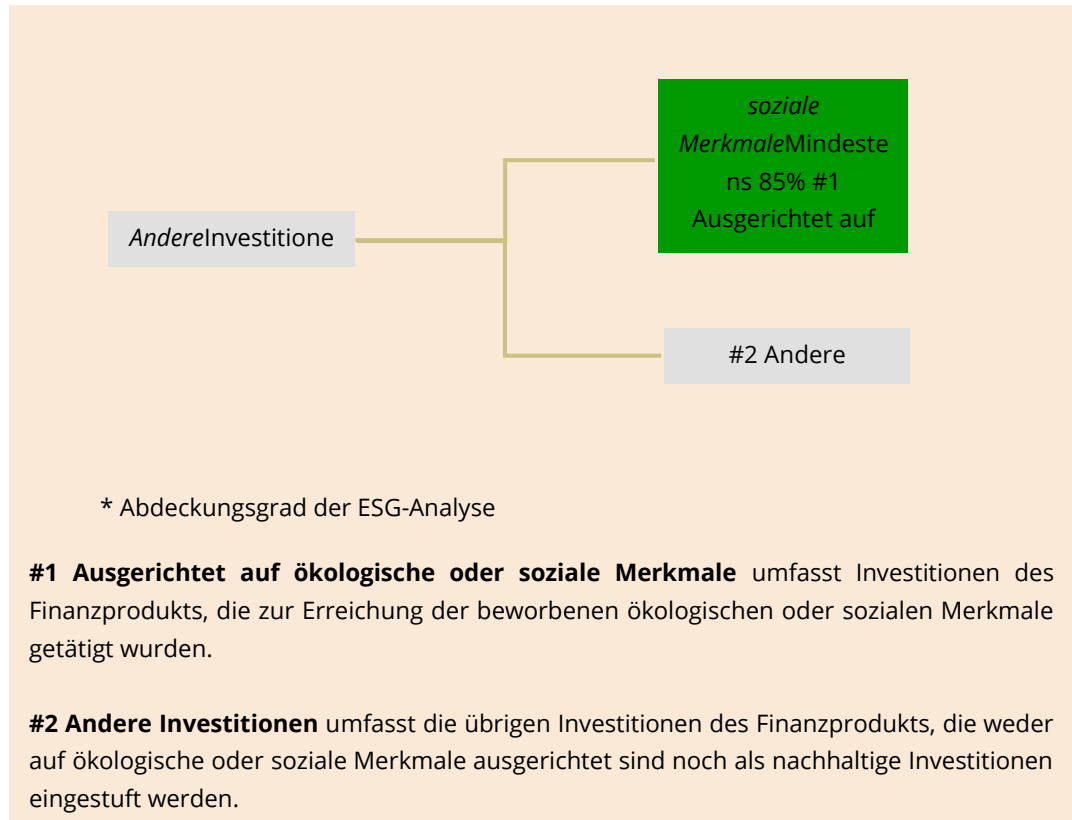 soziale
MerkmaleMindeste
ns 85% #1
Ausgerichtet auf
AndereInvestitione
#2 Andere
* Abdeckungsgrad der ESG-Analyse
#1 Ausgerichtet auf ökologische oder soziale Merkmale umfasst Investitionen des
Finanzprodukts, die zur Erreichung der beworbenen ökologischen oder sozialen Merkmale
getätigt wurden.
#2 Andere Investitionen umfasst die übrigen Investitionen des Finanzprodukts, die weder
auf ökologische oder soziale Merkmale ausgerichtet sind noch als nachhaltige Investitionen
eingestuft werden.